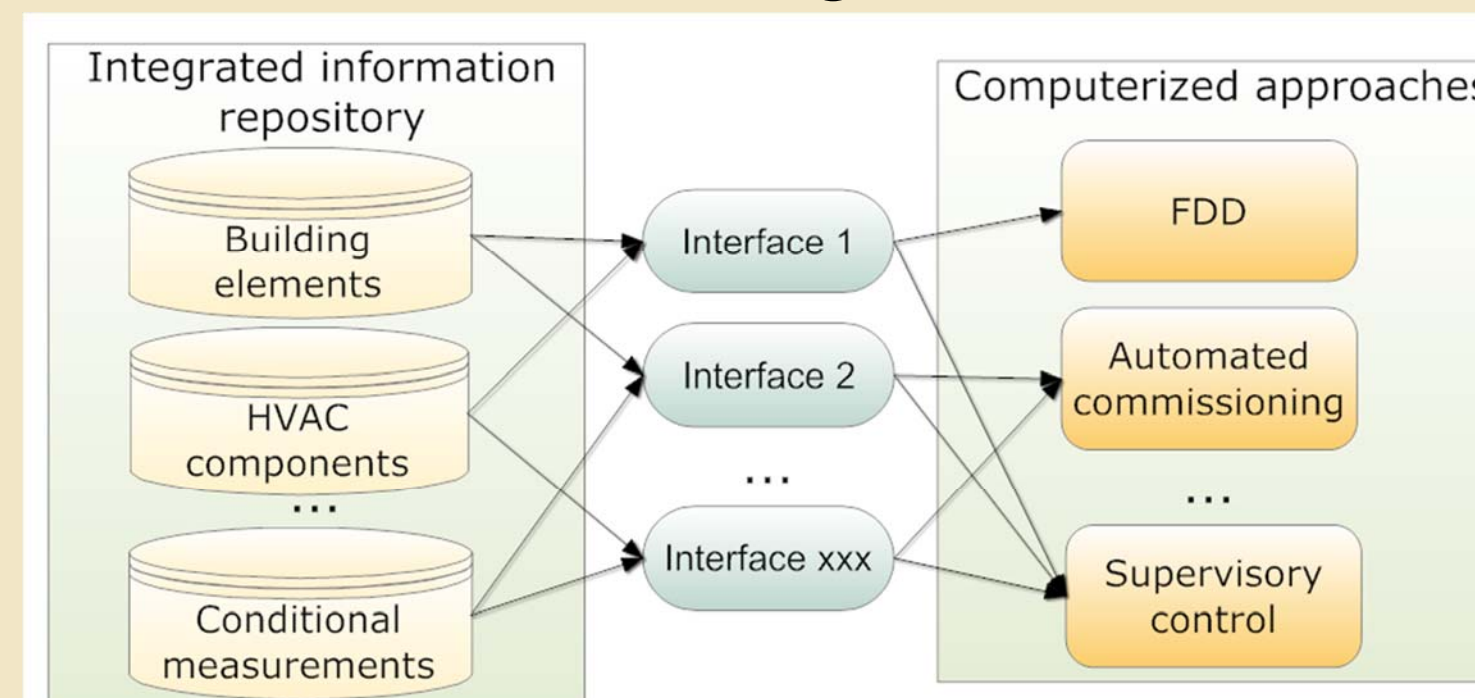 Integrated information
repository
Building
elements
HVAC
components
...
Conditional
measurements
Interface 1
Interface 2
...
Interface xxx
Computerized approaches
FDD
Automated
commissioning
...
Supervisory
control